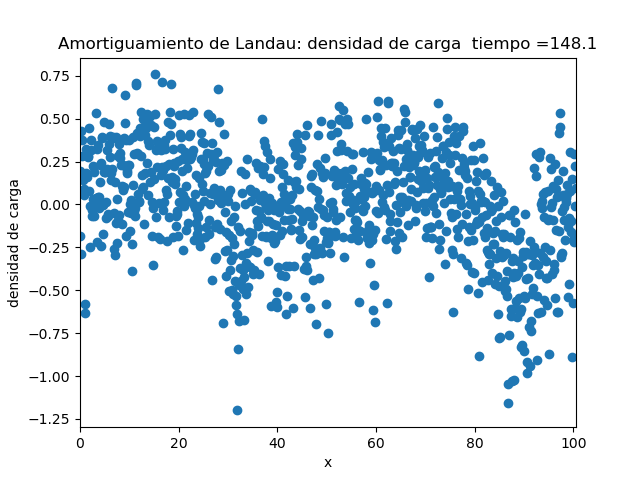 Amortiguamiento de Landau: densidad de carga  tiempo =148.1
densidad de carga
0.75
0.50
0.25
0.00
−0.25
−0.50
−0.75
−1.00
−1.25
0 20 40 60 80 100
x